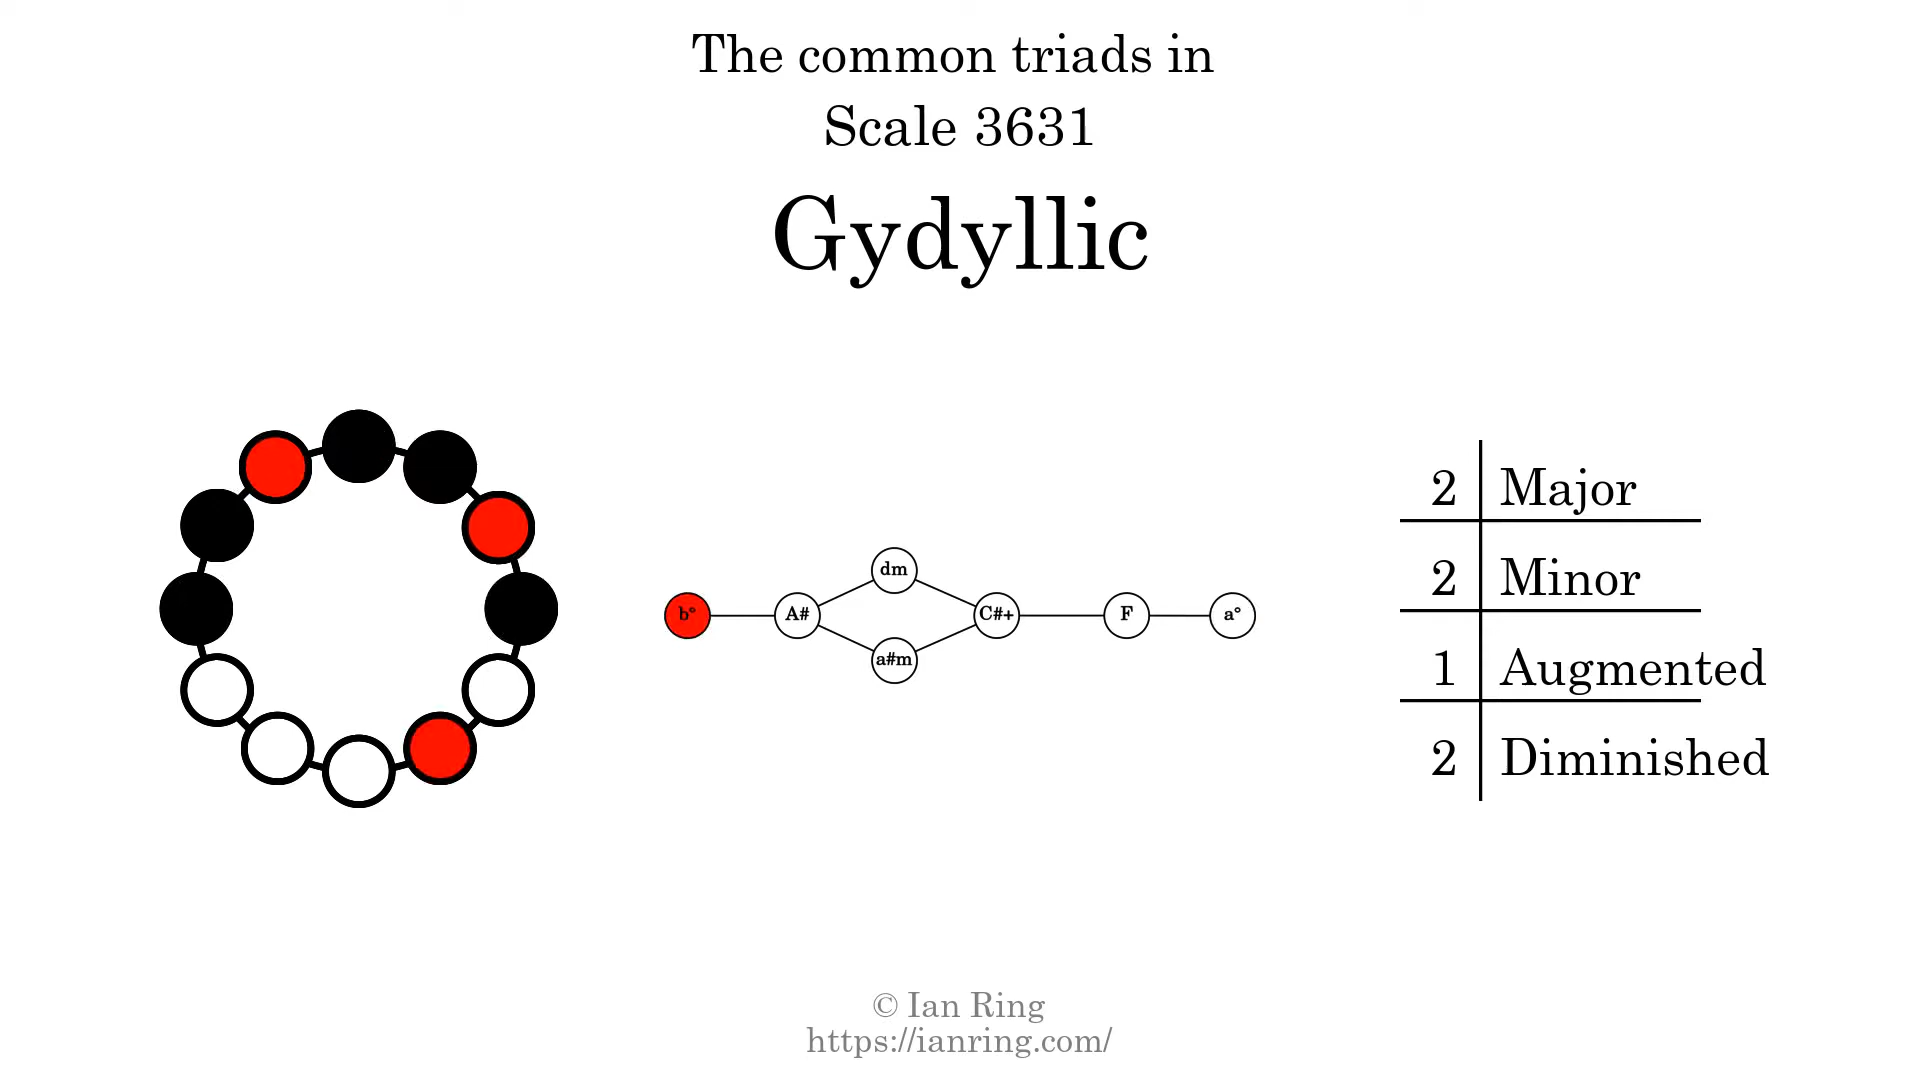 The common triads in
Scale 3631
Gydyllic
dm
b° A# C#+ F a°
a#m
2 Major
2 Minor
1 Augmented
2 Diminished
© Ian Ring
https://ianring.com/